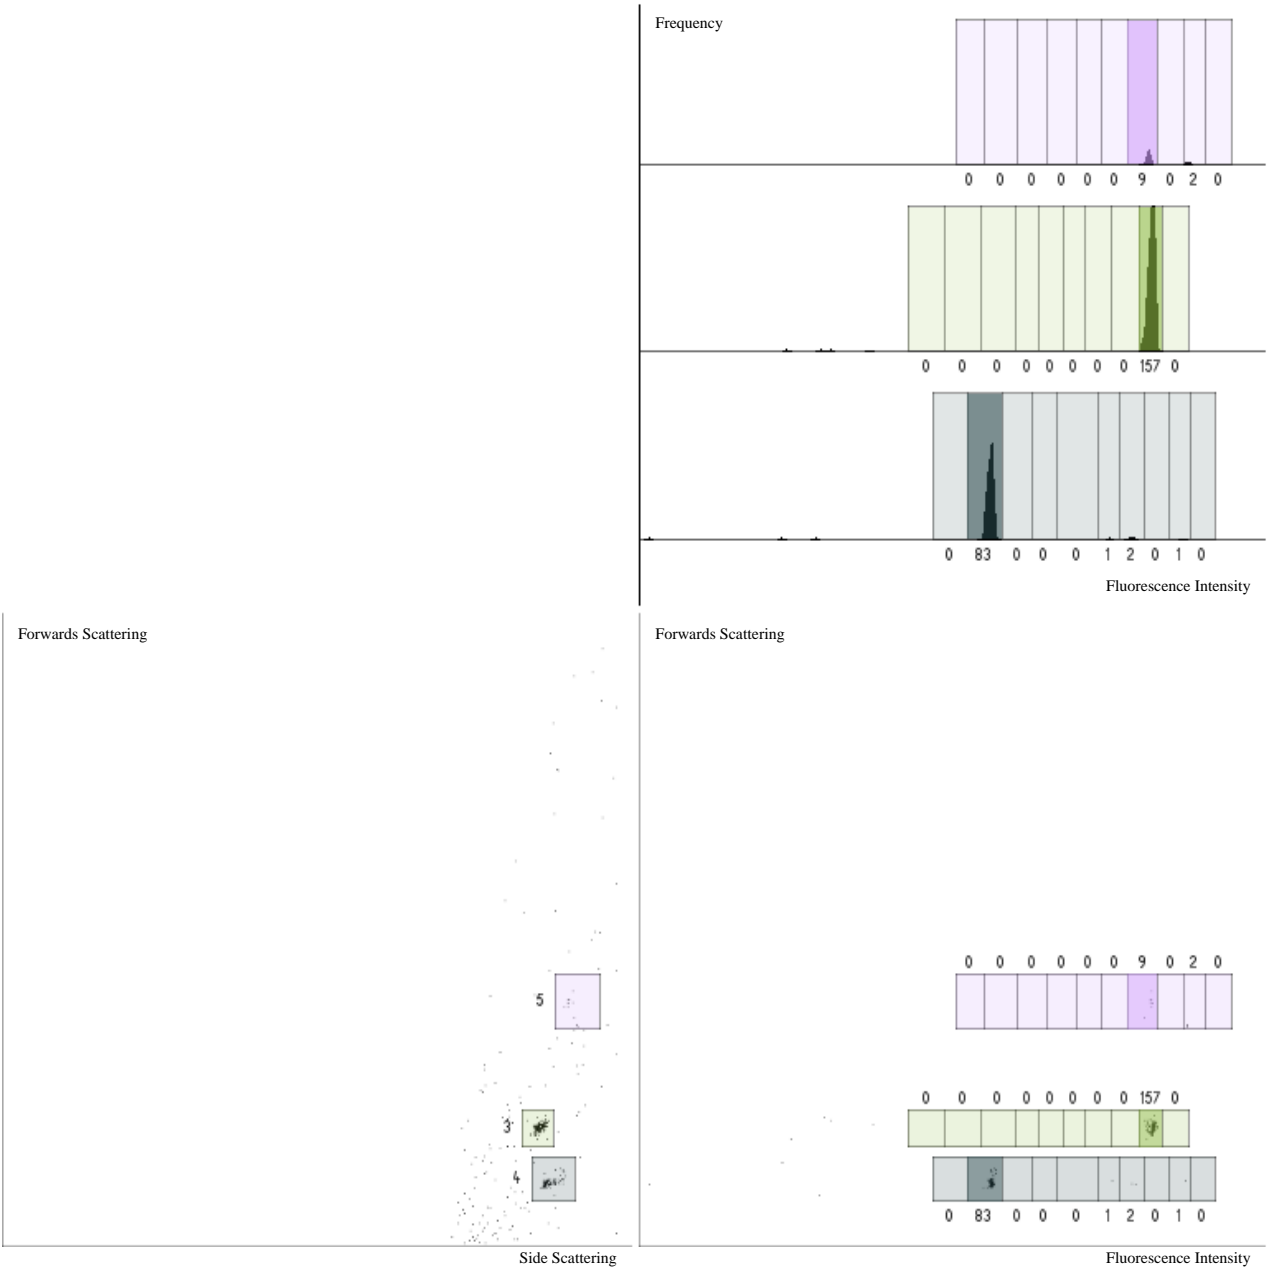 Frequency
0 0 0 0 0 0 9 0 2 0
0 0 0 0 0 0 0 0 157 0
0 83 0 0 0 1 2 0 1 0
Fluorescence Intensity
Forwards Scattering
5
3
4
Side Scattering
Forwards Scattering
0 0 0 0 0 0 9 0 2 0
0 0 0 0 0 0 0 0 157 0
0 83 0 0 0 1 2 0 1 0
Fluorescence Intensity